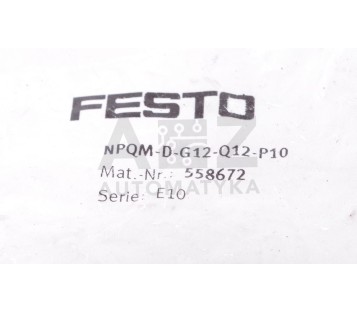 FESTO
NPQM-D-G12-Q12-P10
Mat.-Nr.: 558672
AUTOMATYKA
Serie: E10